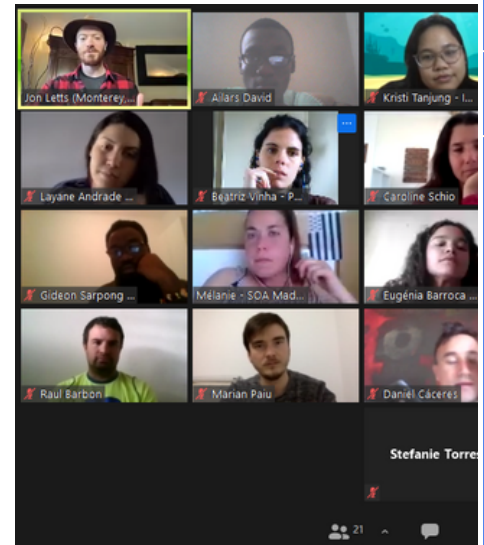 Jon Letts (Monterey,...
Ailars David
Kristi Tanjung - I...
Layane Andrade ...
Beatriz Vinha - P...
Caroline Schio
Gideon Sarpong ...
Mélanie - SOA Mad...
Eugénia Barroca ...
Raul Barbon
Marian Paiu
Daniel Cáceres
Stefanie Torres
21